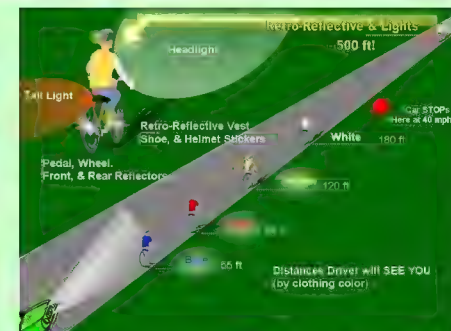 Retro-Reflective & Lights
500 ft!
Headlight
Tail Light
Car STOPs
Here at 40 mph
Retro-Reflective Vest,
Shoe, & Helmet Stickers
White 180 ft
Pedal, Wheel,
Front, & Rear Reflectors
120 ft
55 ft
Distances Driver will SEE YOU
(by clothing color)